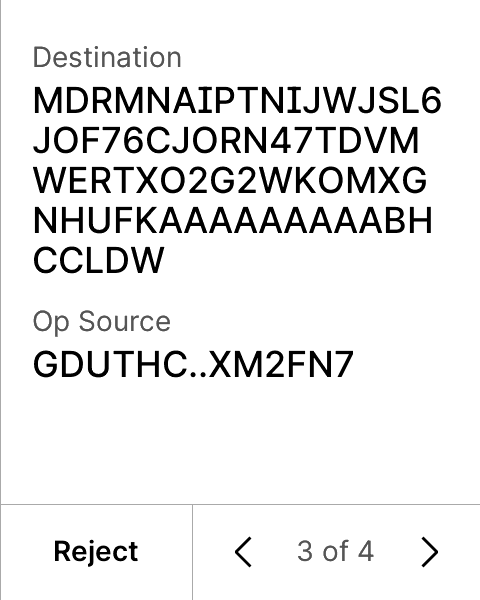 Destination
MDRMNAIPTNIJWJSL6
JOF76CJORN47TDVM
WERTXO2G2WKOMXG
NHUFKAAAAAAAAABH
CCLDW
Op Source
GDUTHC..XM2FN7
Reject
3 of 4